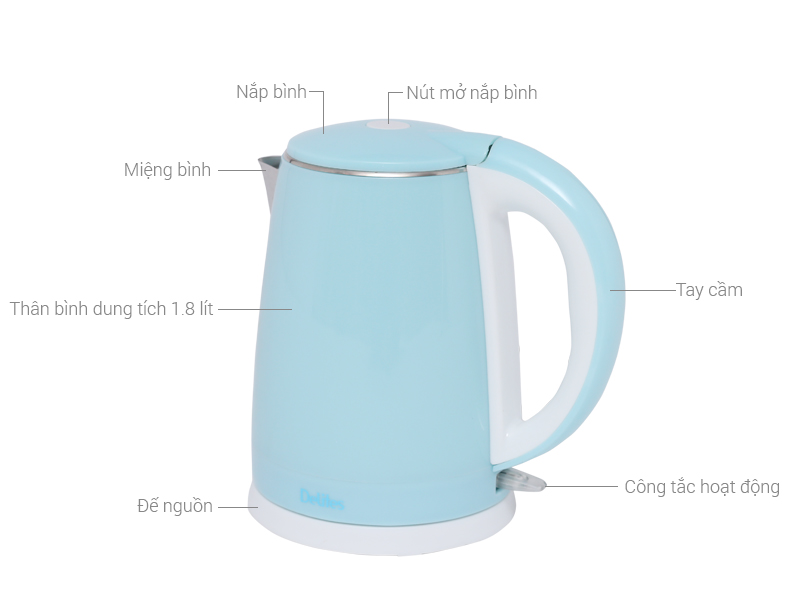 Nắp bình
Nút mở nắp bình
Miệng bình
Tay cầm
Thân bình dung tích 1.8 lít
Công tắc hoạt động
Đế nguồn